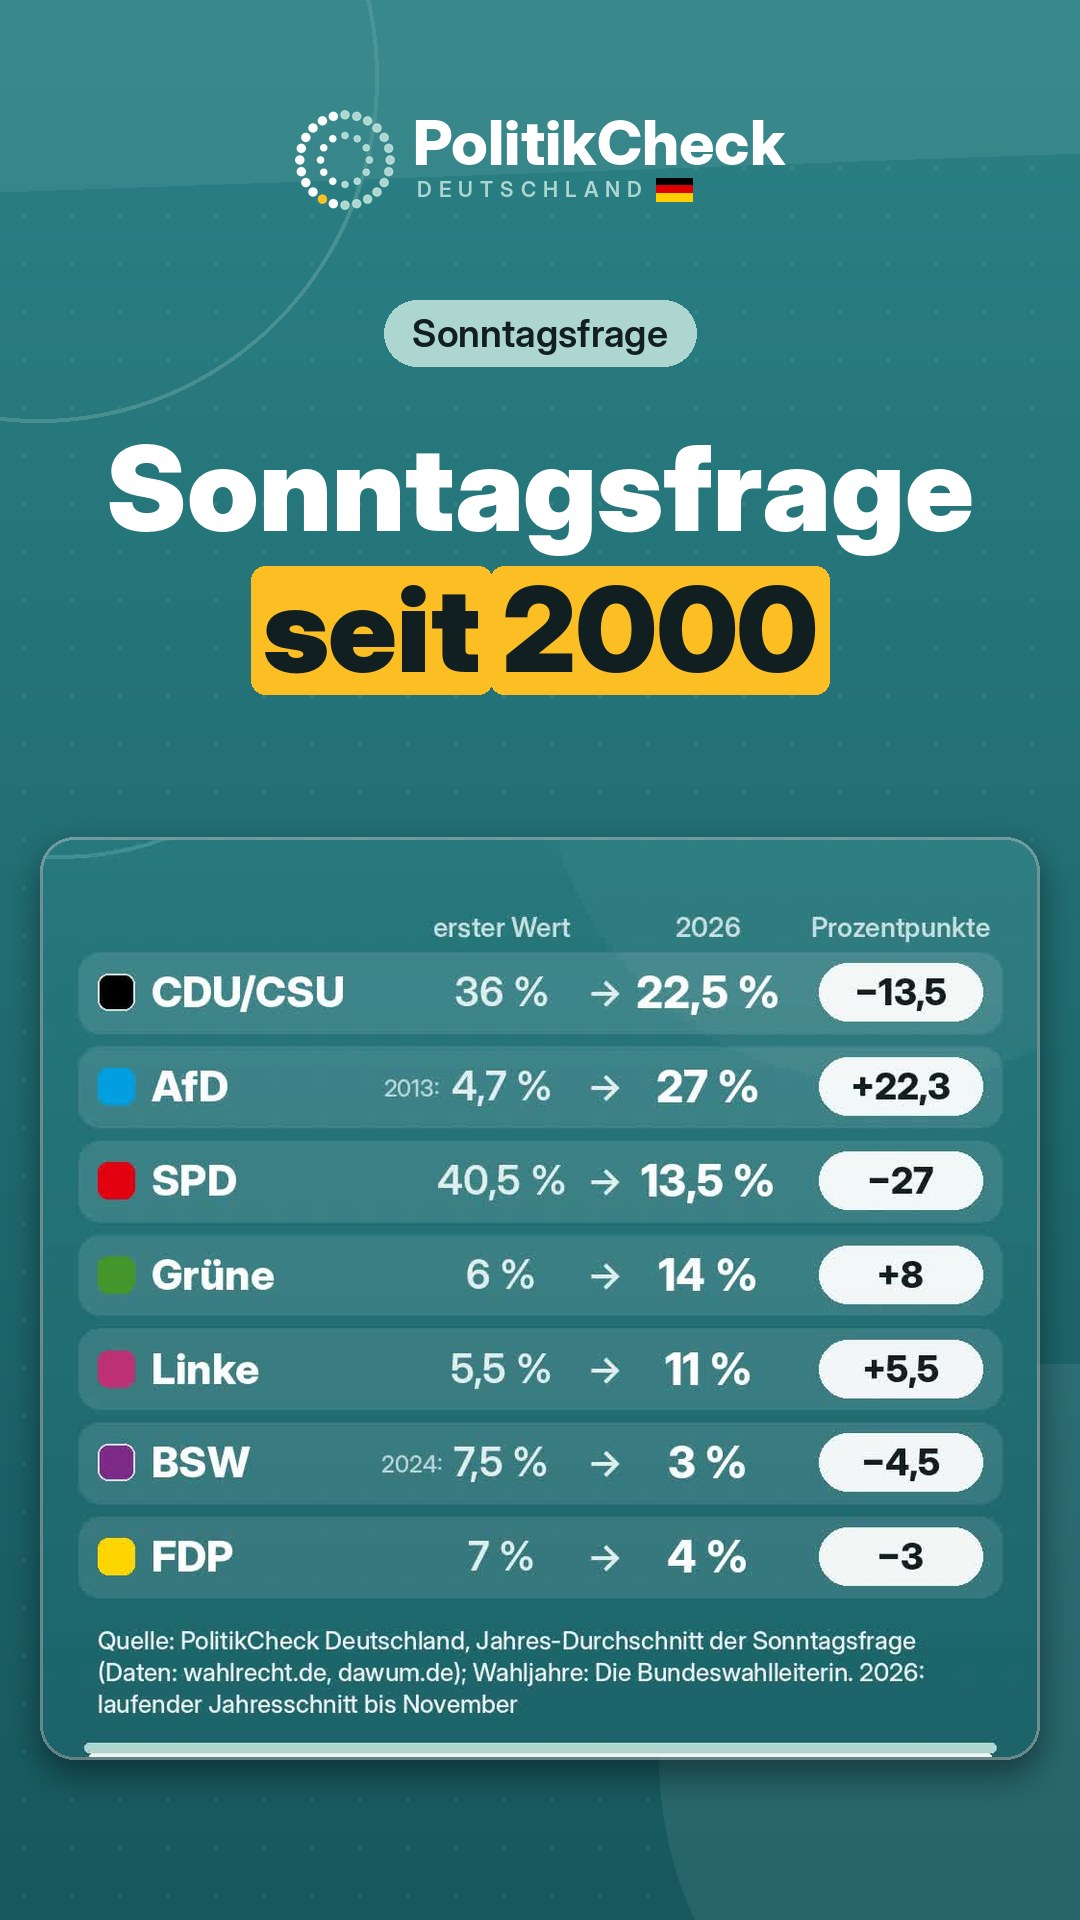 PolitikCheck
DEUTSCHLAND
Sonntagsfrage
Sonntagsfrage
seit 2000
erster Wert 2026 Prozentpunkte
CDU/CSU 36 % → 22,5 % −13,5
AfD 2013: 4,7 % → 27 % +22,3
SPD 40,5 % → 13,5 % −27
Grüne 6 % → 14 % +8
Linke 5,5 % → 11 % +5,5
BSW 2024: 7,5 % → 3 % −4,5
FDP 7 % → 4 % −3
Quelle: PolitikCheck Deutschland, Jahres-Durchschnitt der Sonntagsfrage
(Daten: wahlrecht.de, dawum.de); Wahljahre: Die Bundeswahlleiterin. 2026:
laufender Jahresschnitt bis November